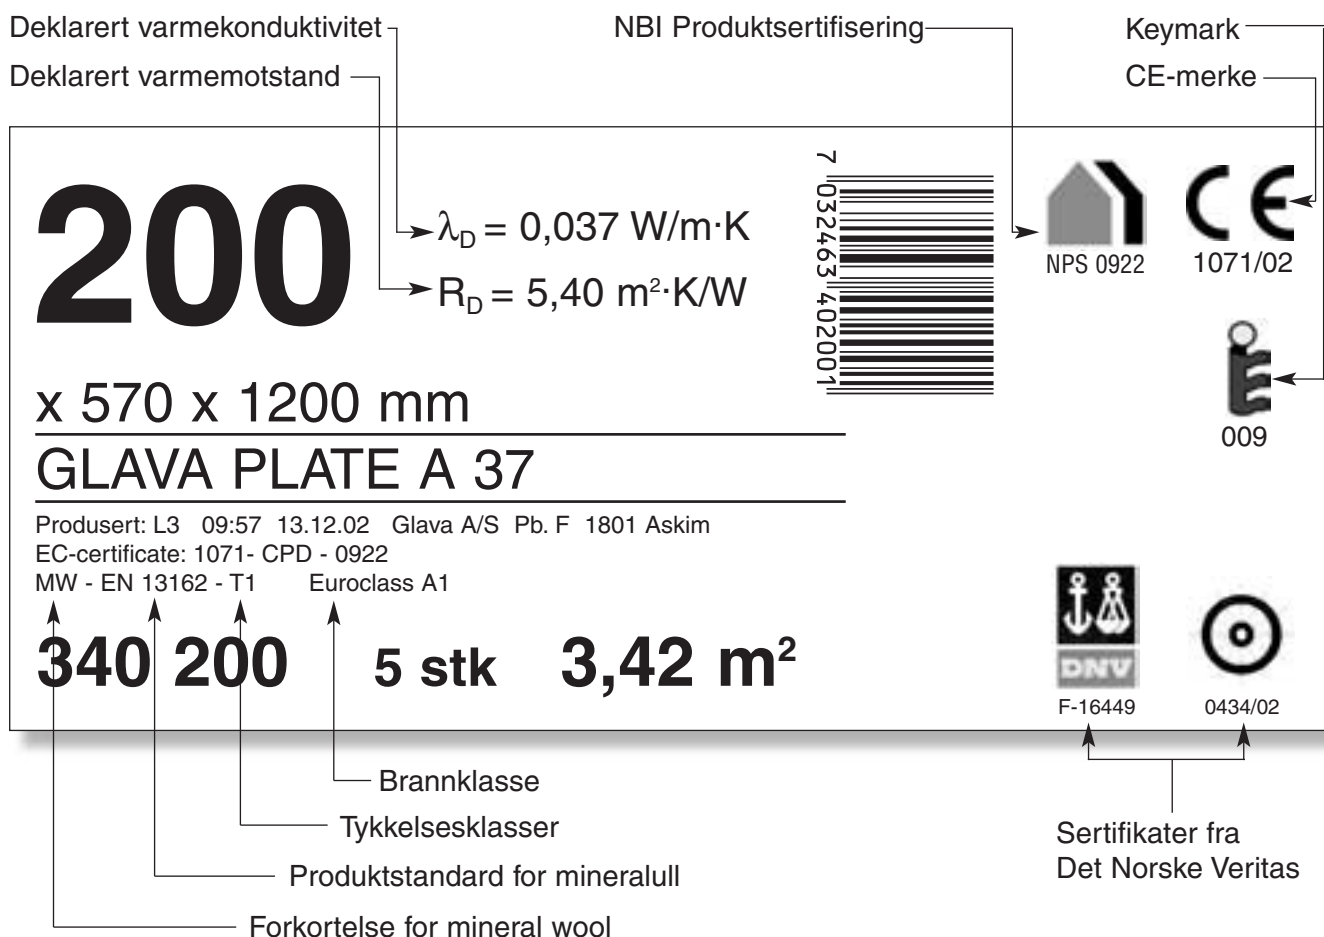 Deklarert varmekonduktivitet
NBI Produktsertifisering
Keymark
Deklarert varmemotstand
CE-merke
200
λD = 0,037 W/m·K
RD = 5,40 m²·K/W
7 032463 402001
NPS 0922
CE
1071/02
x 570 x 1200 mm
009
GLAVA PLATE A 37
Produsert: L3 09:57 13.12.02 Glava A/S Pb. F 1801 Askim
EC-certificate: 1071- CPD - 0922
MW - EN 13162 - T1 Euroclass A1
340 200 5 stk 3,42 m²
DNV
F-16449
0434/02
Brannklasse
Tykkelsesklasser
Produktstandard for mineralull
Forkortelse for mineral wool
Sertifikater fra
Det Norske Veritas